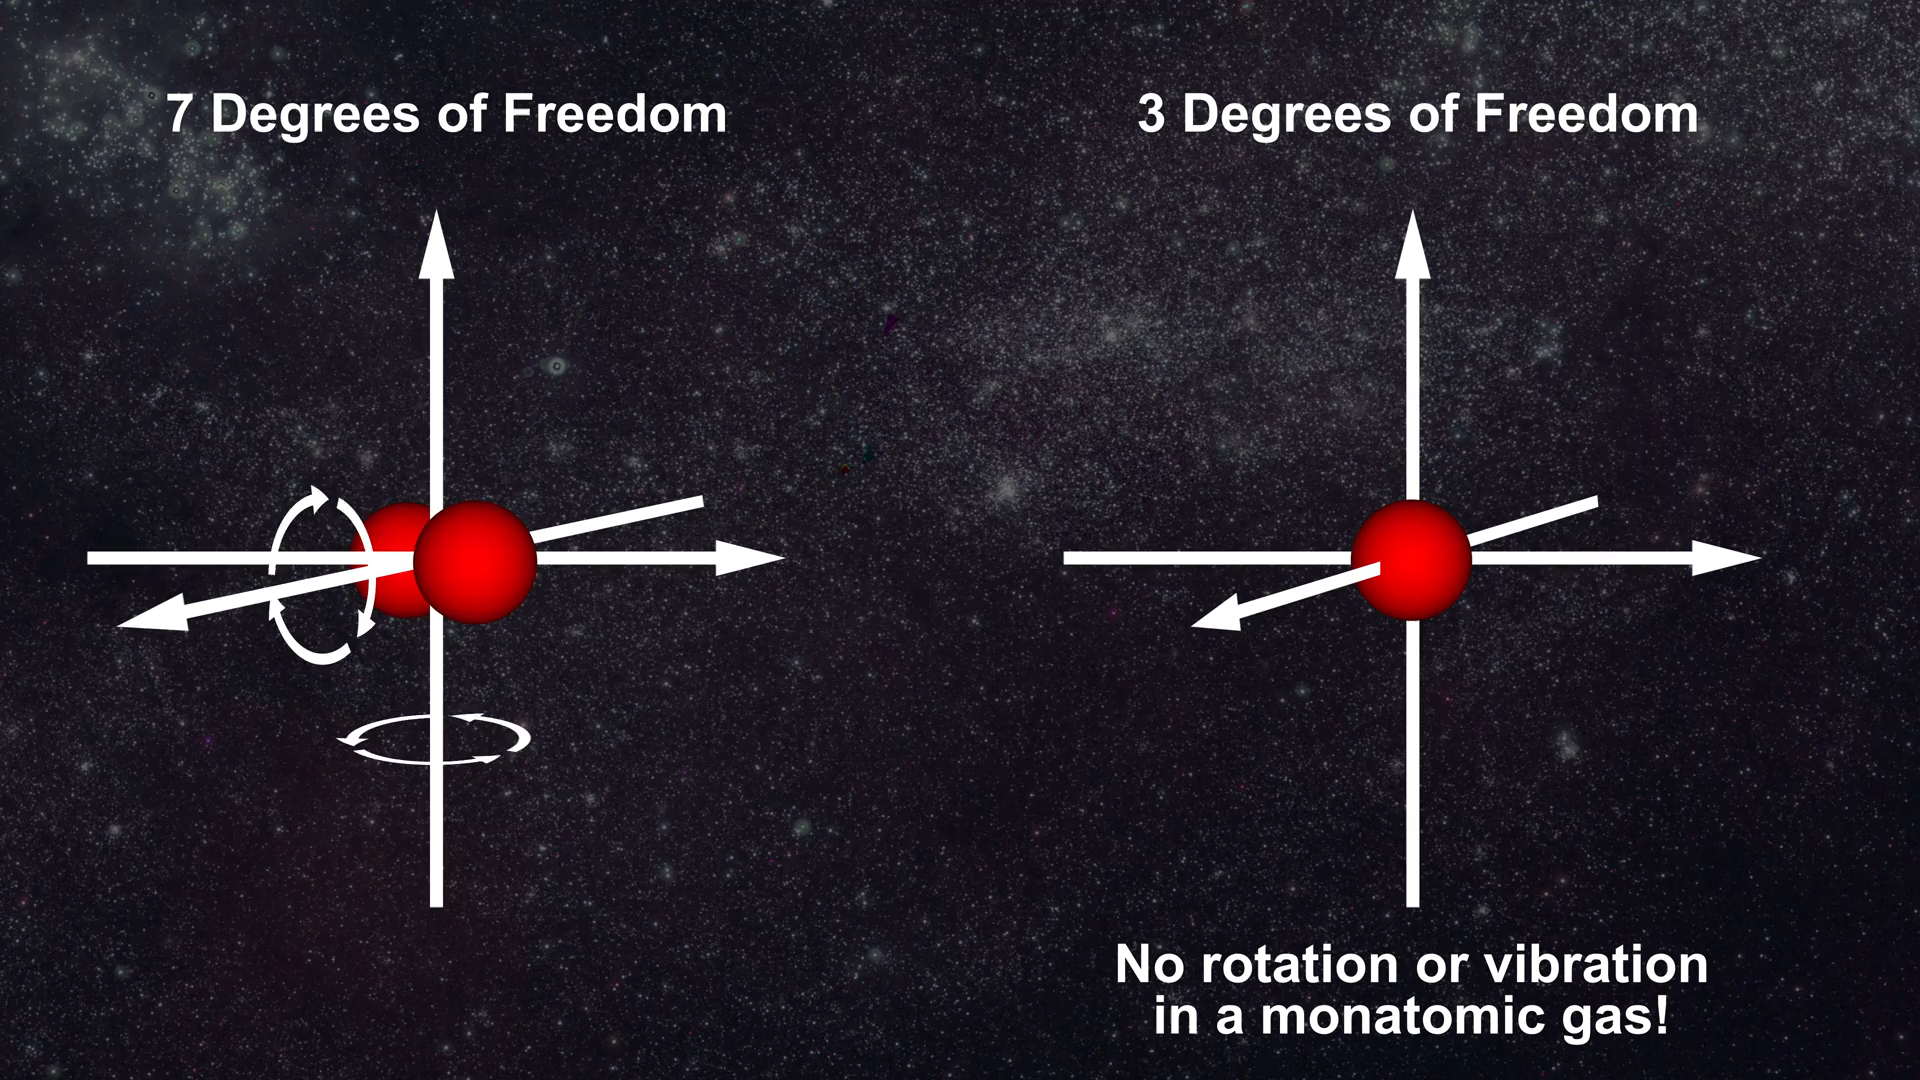 7 Degrees of Freedom
3 Degrees of Freedom
No rotation or vibration
in a monatomic gas!